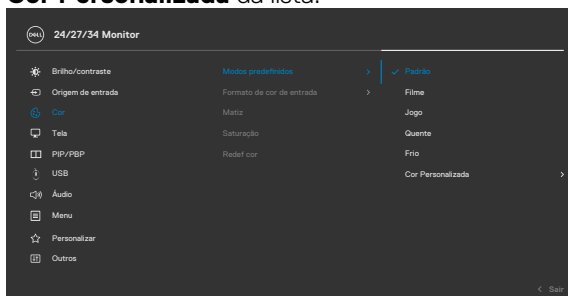 Cor Personalizada da lista.
DELL 24/27/34 Monitor
Brilho/contraste Modos predefinidos > ✓ Padrão
Origem de entrada Formato de cor de entrada > Filme
Cor Matiz Jogo
Tela Saturação Quente
PIP/PBP Redef cor Frio
USB Cor Personalizada >
Áudio
Menu
Personalizar
Outros
< Sair